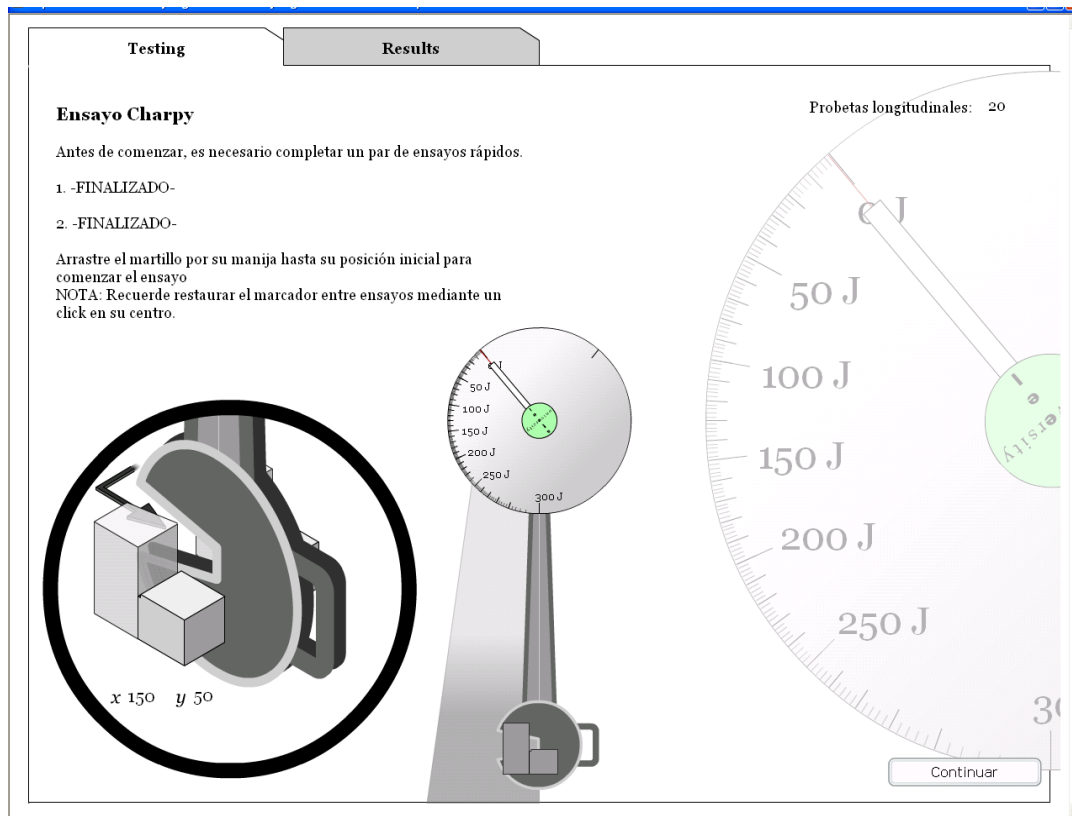 Testing
Results
Ensayo Charpy
Probetas longitudinales: 20
Antes de comenzar, es necesario completar un par de ensayos rápidos.
1. -FINALIZADO-
2. -FINALIZADO-
Arrastre el martillo por su manija hasta su posición inicial para
comenzar el ensayo
NOTA: Recuerde restaurar el marcador entre ensayos mediante un
click en su centro.
50 J
100 J
150 J
200 J
250 J
300 J
x 150 y 50
0 J
50 J
100 J
150 J
200 J
250 J
Continuar